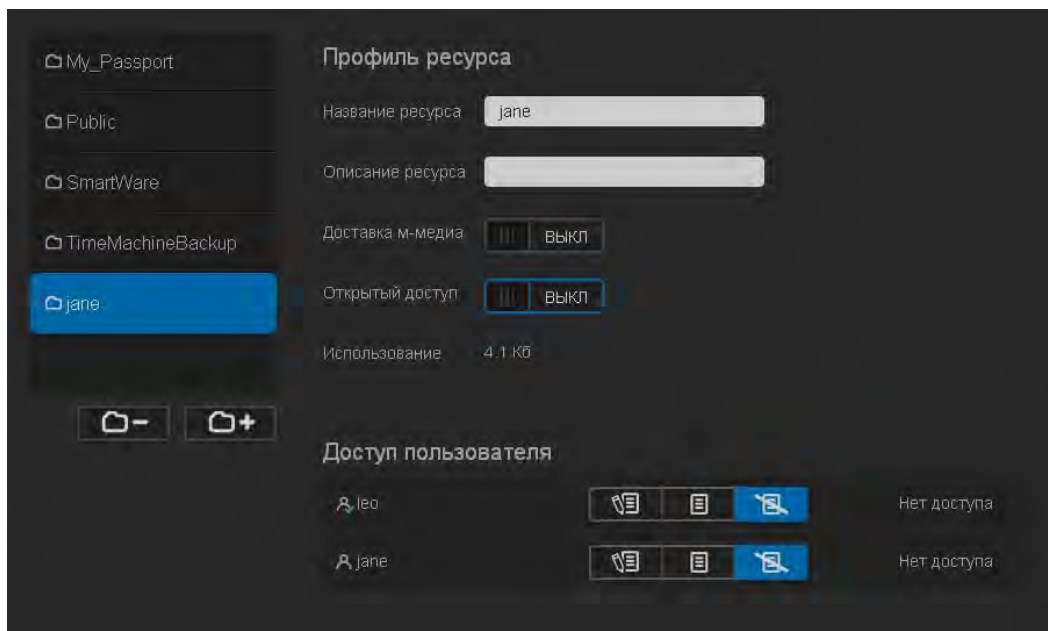 My_Passport
Public
SmartWare
TimeMachineBackup
jane
Профиль ресурса
Название ресурса jane
Описание ресурса
Доставка м-медиа ВЫКЛ
Открытый доступ ВЫКЛ
Использование 4.1 Кб
Доступ пользователя
leo Нет доступа
jane Нет доступа